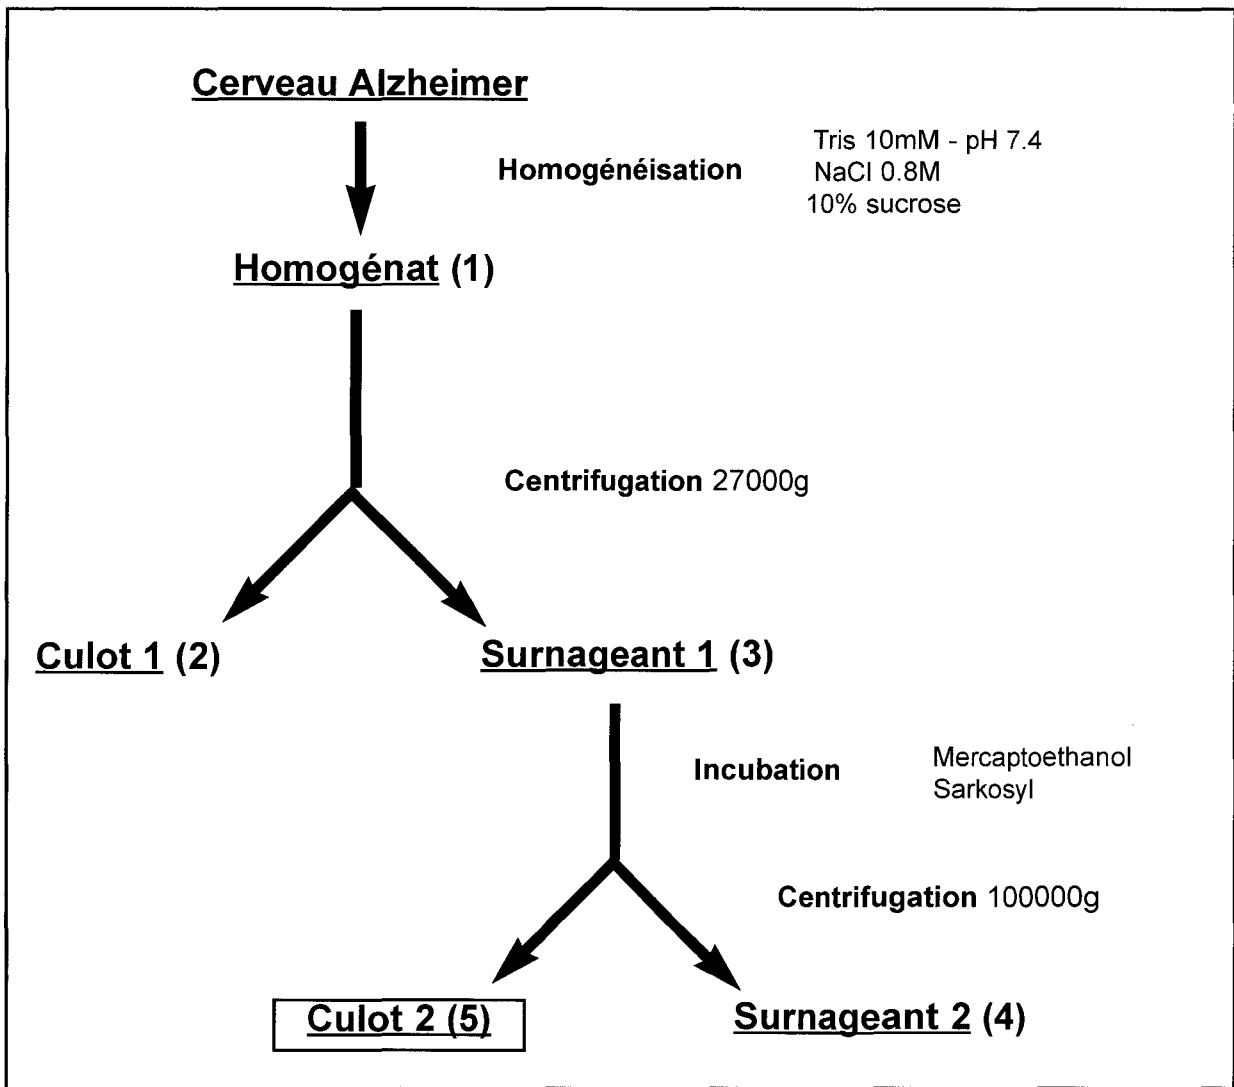 Cerveau Alzheimer
Homogénéisation
Tris 10mM - pH 7.4
NaCl 0.8M
10% sucrose
Homogénat (1)
Centrifugation 27000g
Culot 1 (2)
Surnageant 1 (3)
Incubation
Mercaptoethanol
Sarkosyl
Centrifugation 100000g
Culot 2 (5)
Surnageant 2 (4)